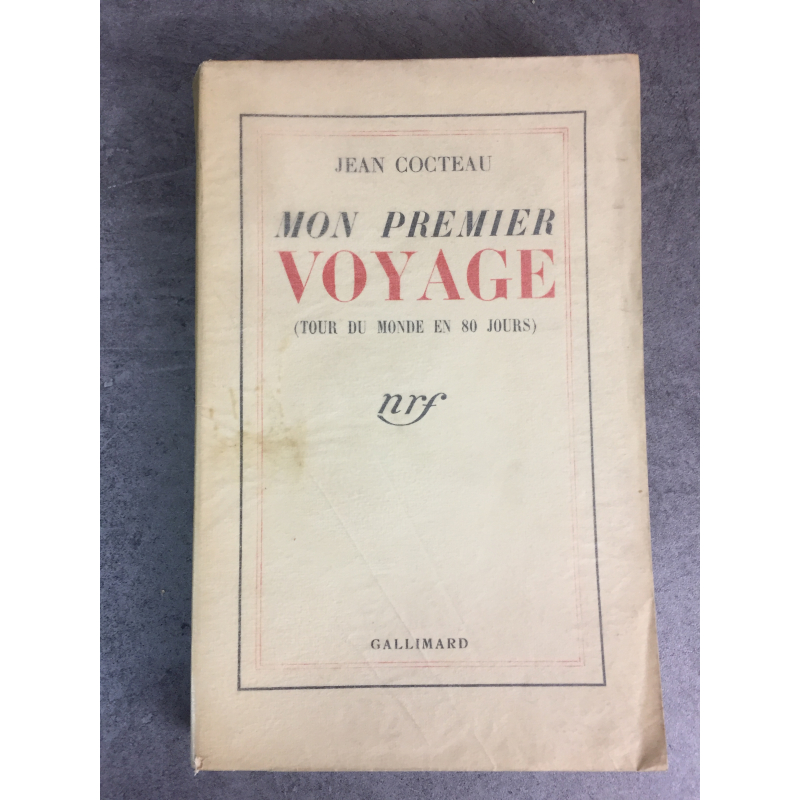 JEAN COCTEAU
MON PREMIER
VOYAGE
(TOUR DU MONDE EN 80 JOURS)
nrf
GALLIMARD